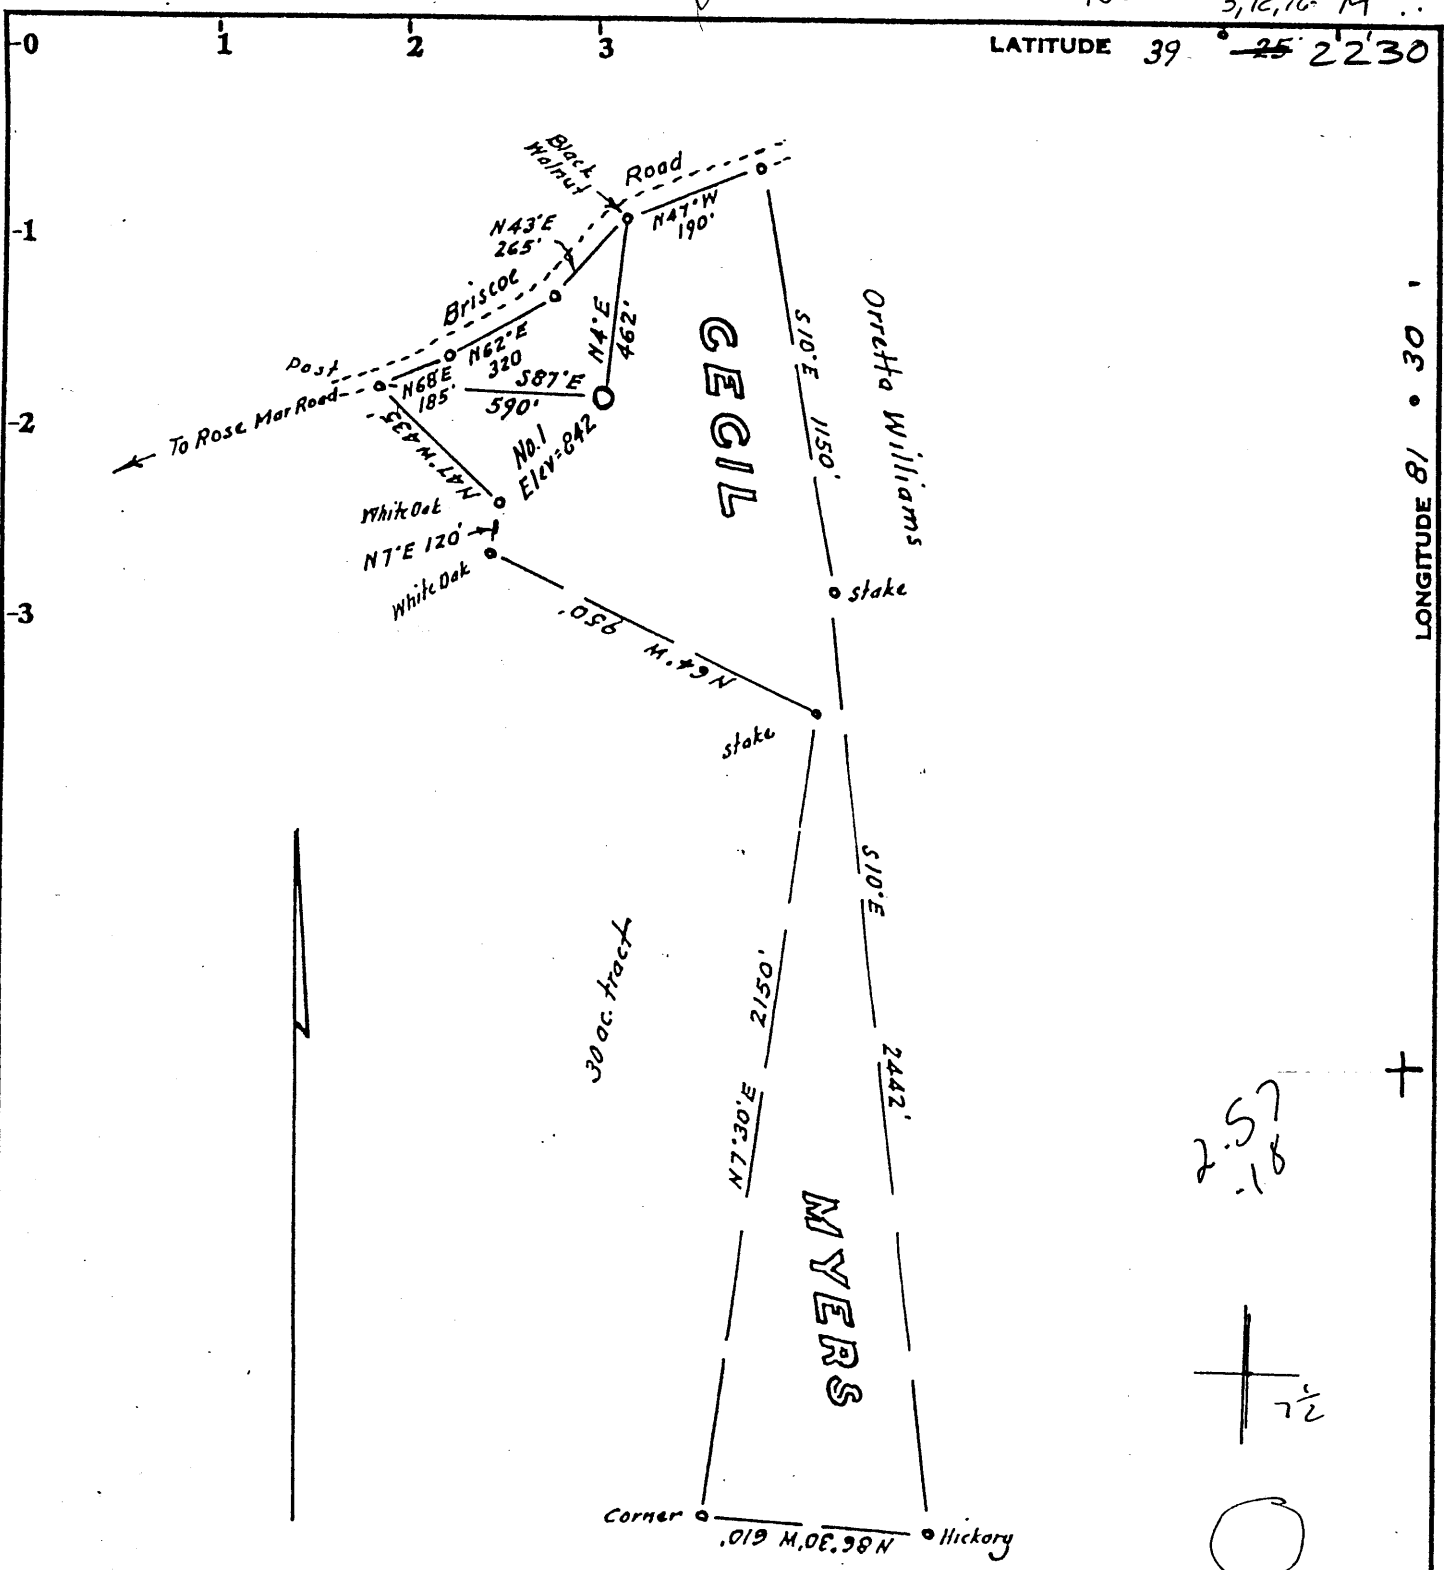 0 1 2 3
LATITUDE 39° 25' 22'30
Black
Walnut
Road
N47°W
190'
N43°E
265'
-1
Briscoe
N4°E
462'
S10°E 1150'
Orretta Williams
Post
N62°E
320
N68E
185'
S87°E
590'
CEGIL
LONGITUDE 81 • 30 '
-2
To Rose Mar Road
N47°W 435'
No.1
Elev=842
White Oak
N7°E 120'
White Oak
stake
-3
N64°W 950'
stake
S10°E 2442'
30 ac. tract
N7°30'E 2150'
2.57
.18
MYERS
7 1/2
Corner
N86°30'W 610'
Hickory